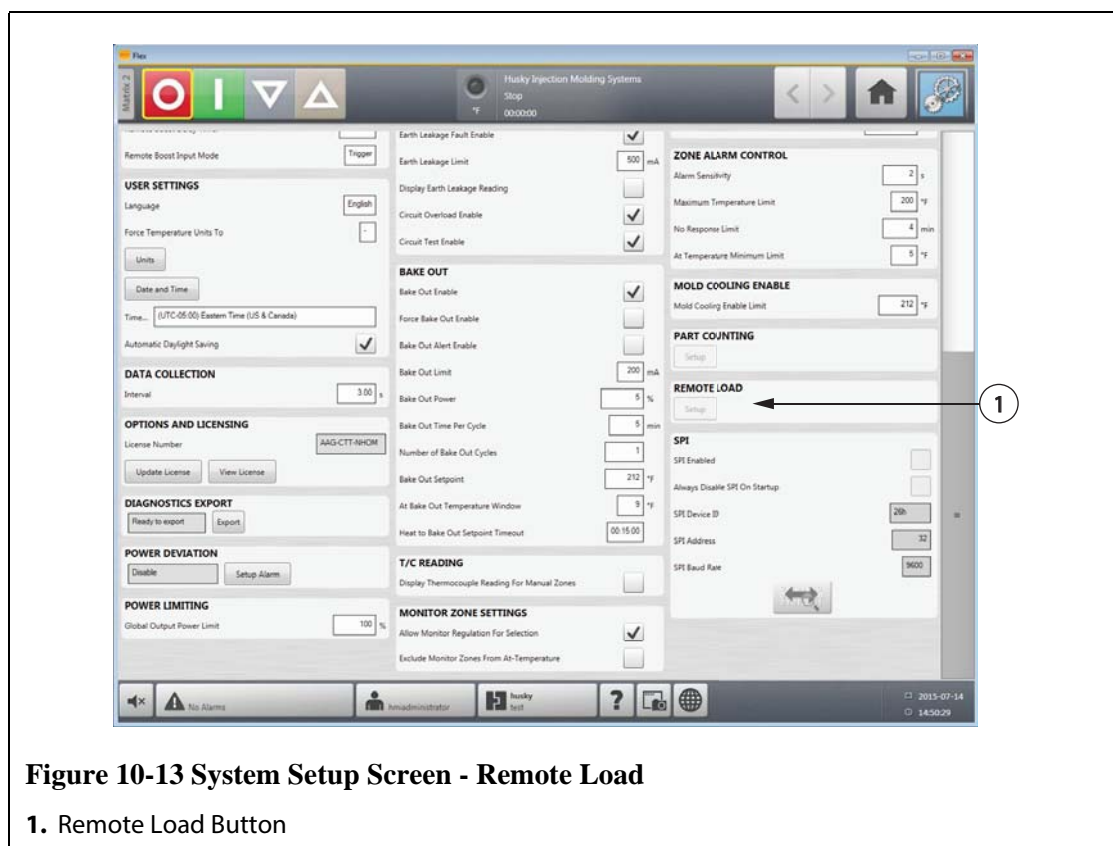 Flex
Matrix 2
Husky Injection Molding Systems
Stop
°F 00:00:00
Remote Boost Input Mode Trigger
USER SETTINGS
Language English
Force Temperature Units To -
Units
Date and Time
Time... (UTC-05:00) Eastern Time (US & Canada)
Automatic Daylight Saving
DATA COLLECTION
Interval 3.00 s
OPTIONS AND LICENSING
License Number AAG-CTT-NHOM
Update License View License
DIAGNOSTICS EXPORT
Ready to export Export
POWER DEVIATION
Disable Setup Alarm
POWER LIMITING
Global Output Power Limit 100 %
Earth Leakage Fault Enable
Earth Leakage Limit 500 mA
Display Earth Leakage Reading
Circuit Overload Enable
Circuit Test Enable
BAKE OUT
Bake Out Enable
Force Bake Out Enable
Bake Out Alert Enable
Bake Out Limit 200 mA
Bake Out Power 5 %
Bake Out Time Per Cycle 5 min
Number of Bake Out Cycles 1
Bake Out Setpoint 212 °F
At Bake Out Temperature Window 9 °F
Heat to Bake Out Setpoint Timeout 00:15:00
T/C READING
Display Thermocouple Reading For Manual Zones
MONITOR ZONE SETTINGS
Allow Monitor Regulation For Selection
Exclude Monitor Zones From At-Temperature
ZONE ALARM CONTROL
Alarm Sensitivity 2 s
Maximum Temperature Limit 200 °F
No Response Limit 4 min
At Temperature Minimum Limit 5 °F
MOLD COOLING ENABLE
Mold Cooling Enable Limit 212 °F
PART COUNTING
Setup
REMOTE LOAD
Setup
1
SPI
SPI Enabled
Always Disable SPI On Startup
SPI Device ID 26h
SPI Address 32
SPI Baud Rate 9600
No Alarms
hmiadministrator
husky
test
?
2015-07-14
14:50:29
Figure 10-13 System Setup Screen - Remote Load
1. Remote Load Button